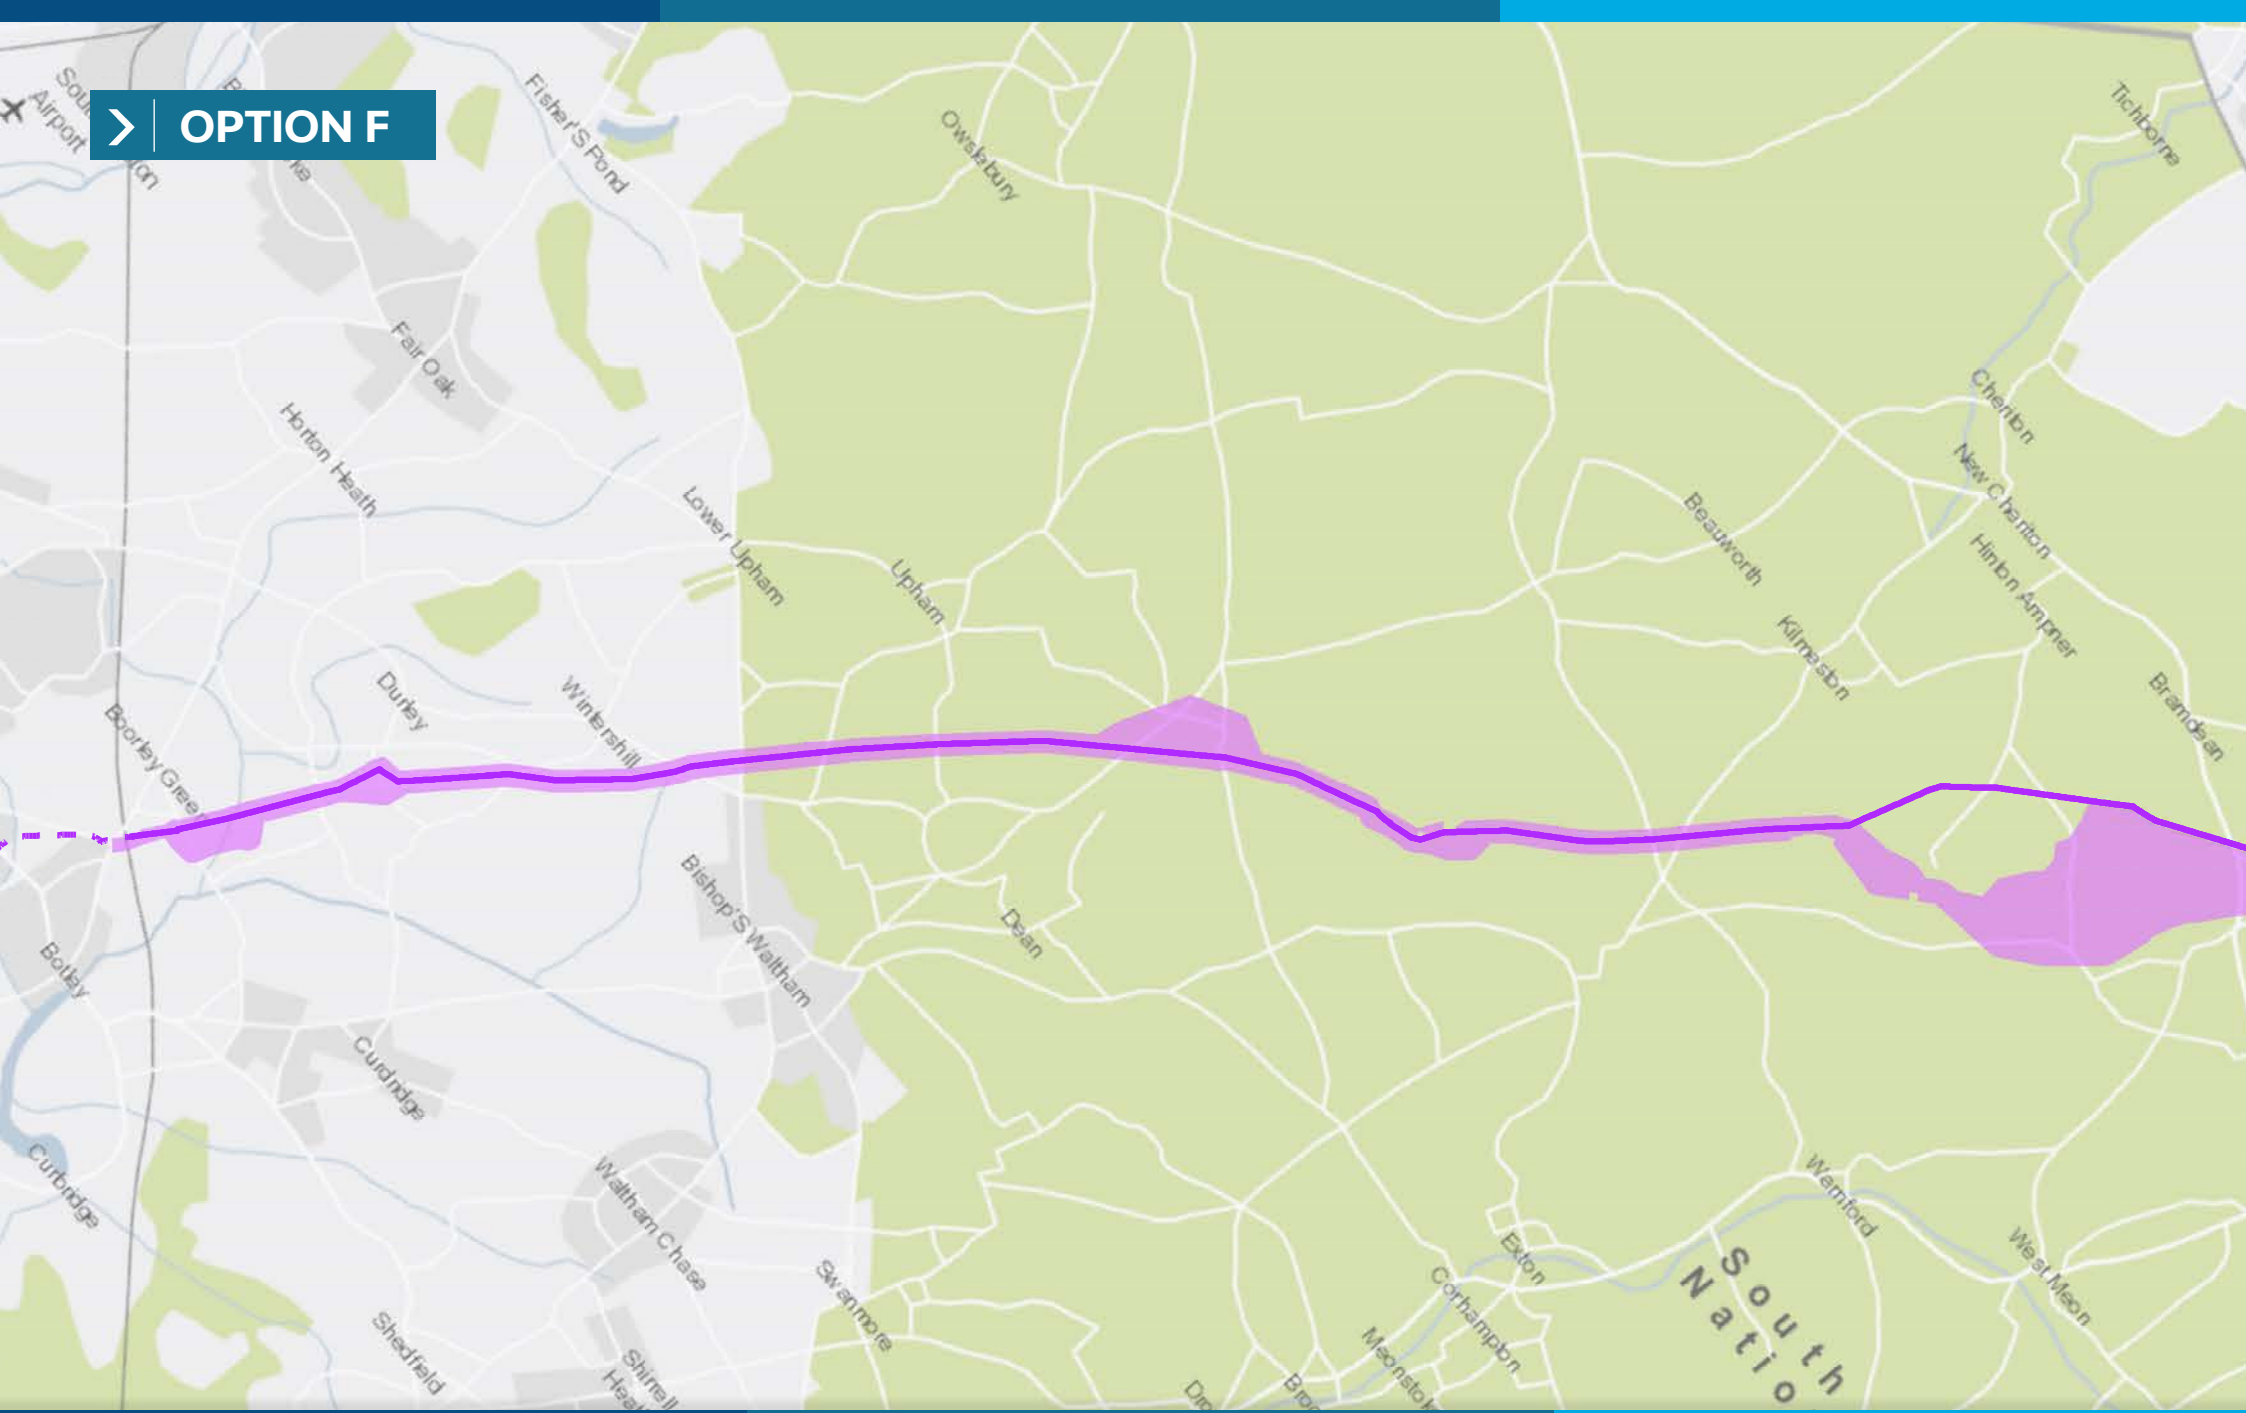 OPTION F
Airport
Fisher'S Pond
Owslebury
Tichborne
Fair Oak
Cheriton
Horton Heath
New Cheriton
Lower Upham
Beauworth
Hinton Ampner
Upham
Kilmeston
Durley
Wintershill
Bramdean
Boorley Green
Bishop'S Waltham
Dean
Botley
Curdridge
Curbridge
Waltham Chase
Warnford
Exton
West Meon
South
Swanmore
Corhampton
Shedfield
Shirrell